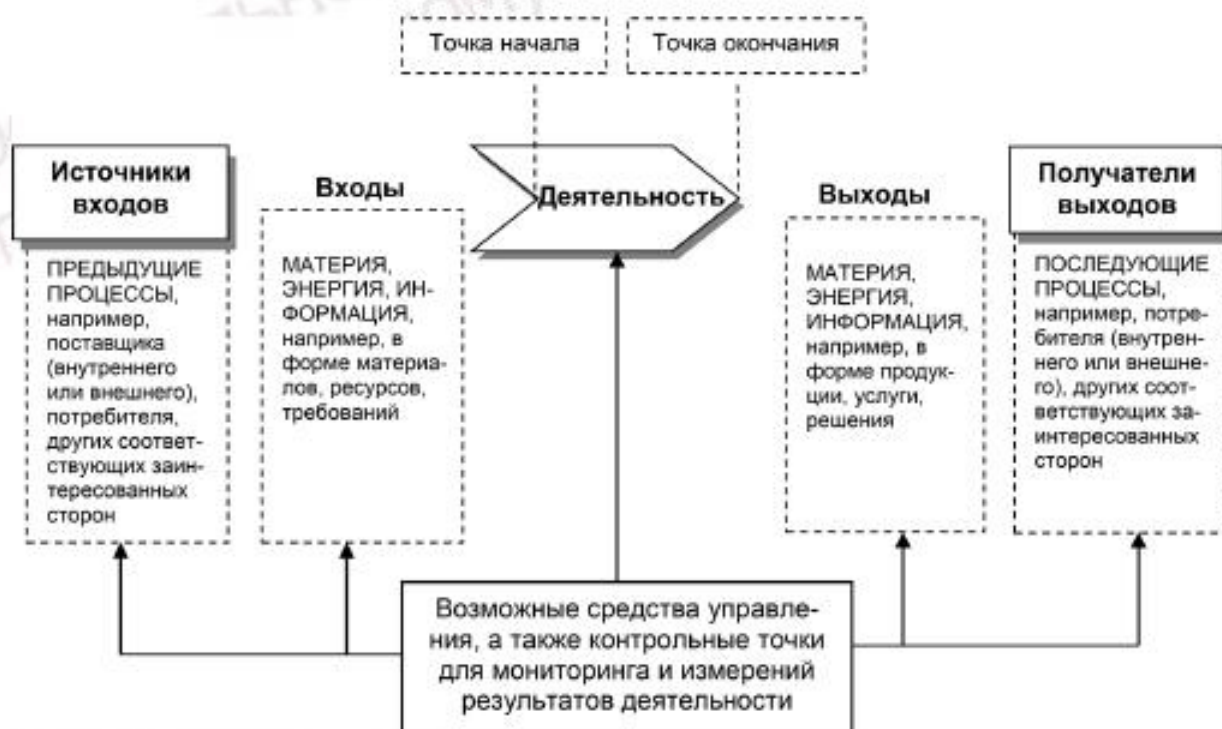 Точка начала
Точка окончания
Источники
входов
ПРЕДЫДУЩИЕ
ПРОЦЕССЫ,
например,
поставщика
(внутреннего
или внешнего),
потребителя,
других соответ-
ствующих заин-
тересованных
сторон
Входы
МАТЕРИЯ,
ЭНЕРГИЯ, ИН-
ФОРМАЦИЯ,
например, в
форме материа-
лов, ресурсов,
требований
Деятельность
Выходы
МАТЕРИЯ,
ЭНЕРГИЯ,
ИНФОРМАЦИЯ,
например, в
форме продук-
ции, услуги,
решения
Получатели
выходов
ПОСЛЕДУЮЩИЕ
ПРОЦЕССЫ,
например, потре-
бителя (внутрен-
него или внешне-
го), других соот-
ветствующих за-
интересованных
сторон
Возможные средства управле-
ния, а также контрольные точки
для мониторинга и измерений
результатов деятельности